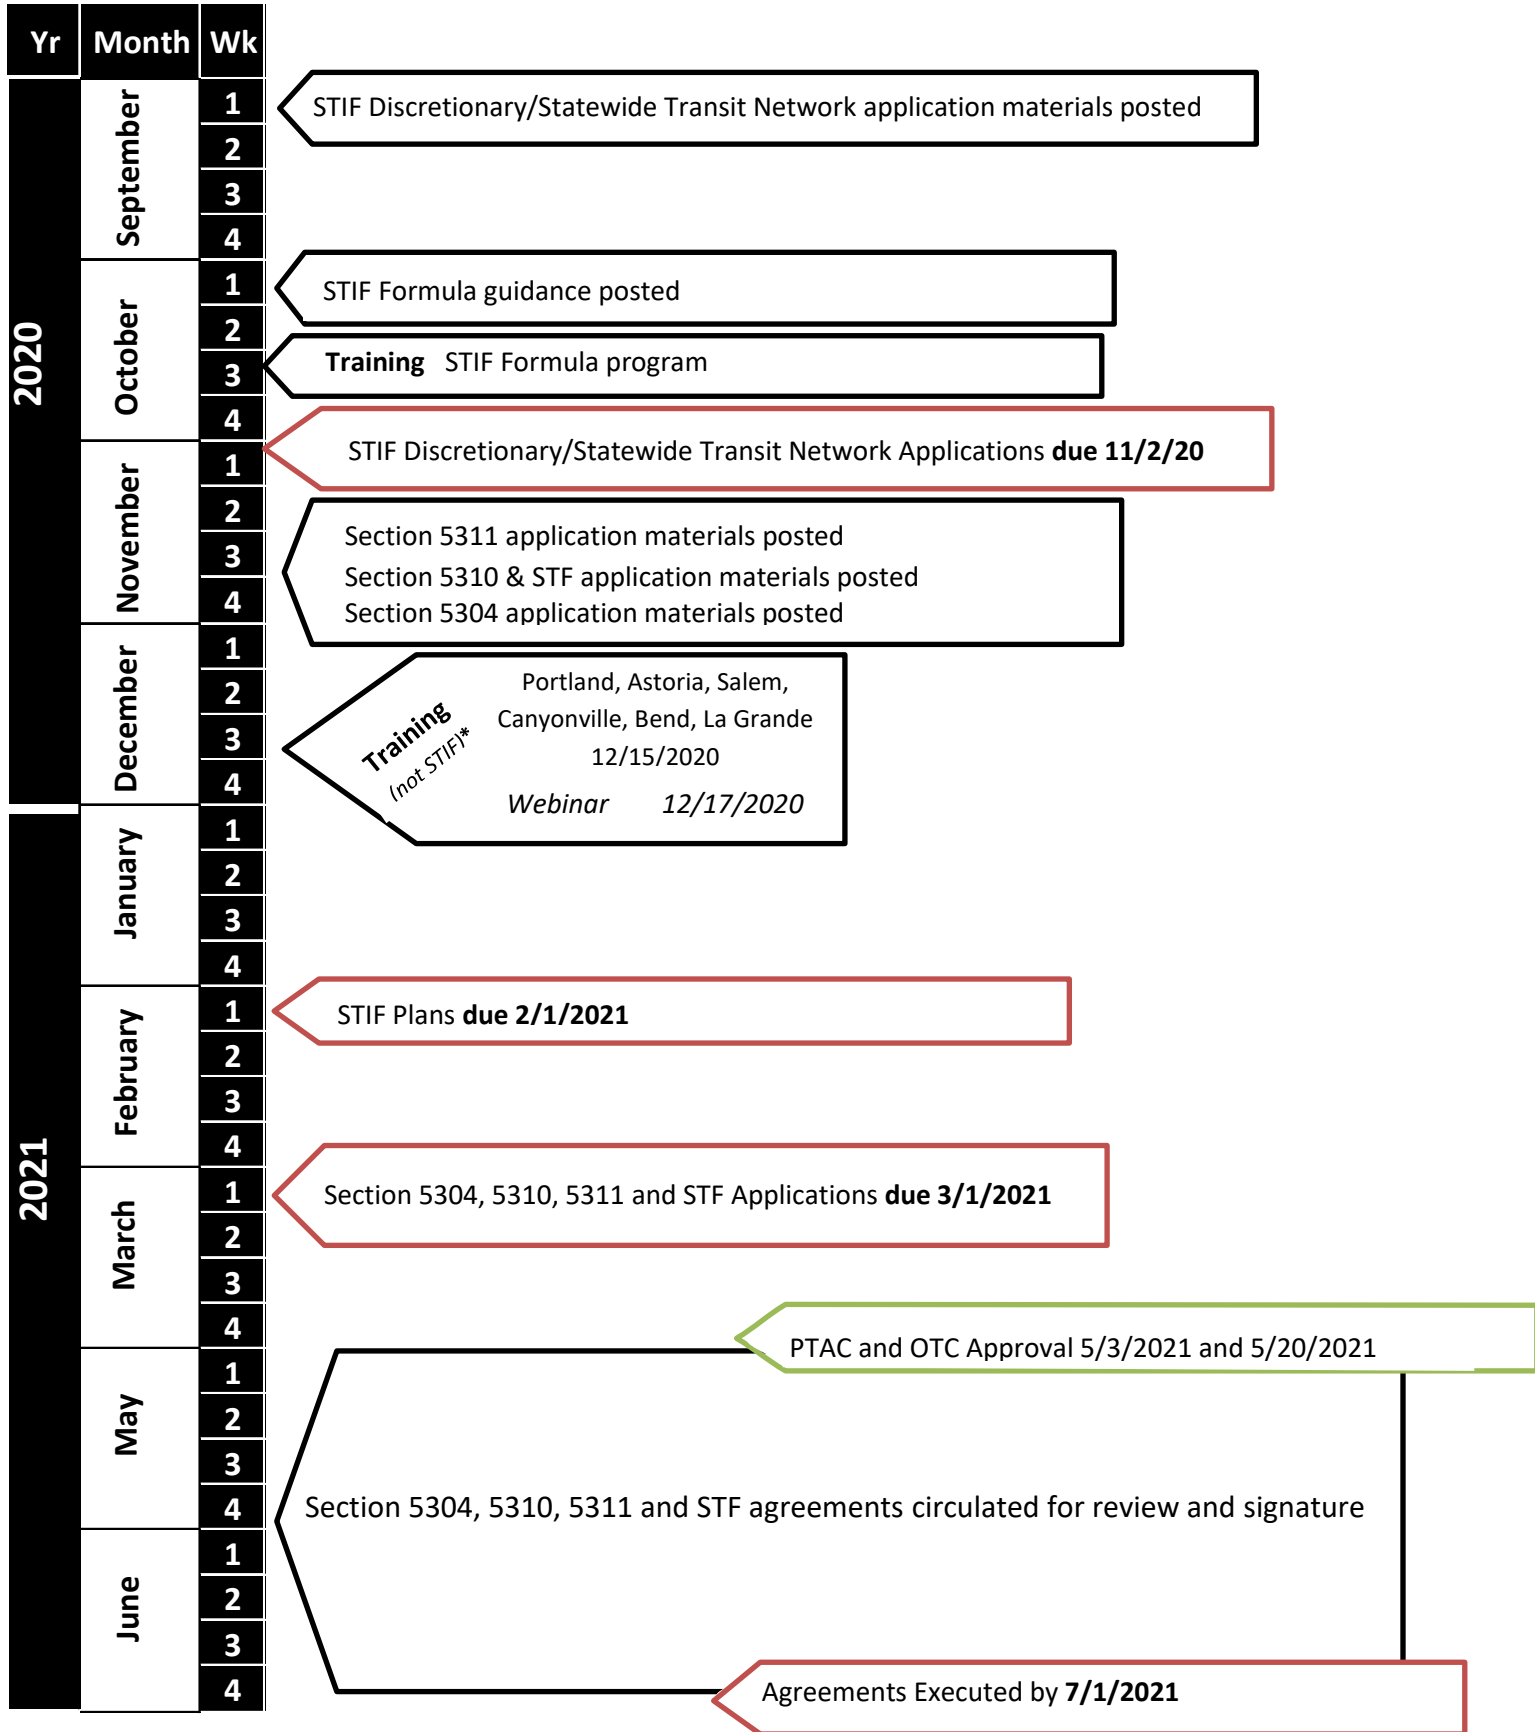 Yr Month Wk
2020
September
1
2
3
4
STIF Discretionary/Statewide Transit Network application materials posted
October
1
2
3
4
STIF Formula guidance posted
Training STIF Formula program
STIF Discretionary/Statewide Transit Network Applications due 11/2/20
November
1
2
3
4
Section 5311 application materials posted
Section 5310 & STF application materials posted
Section 5304 application materials posted
December
1
2
3
4
Training
(not STIF)*
Portland, Astoria, Salem,
Canyonville, Bend, La Grande
12/15/2020
Webinar 12/17/2020
2021
January
1
2
3
4
February
1
2
3
4
STIF Plans due 2/1/2021
March
1
2
3
4
Section 5304, 5310, 5311 and STF Applications due 3/1/2021
PTAC and OTC Approval 5/3/2021 and 5/20/2021
May
1
2
3
4
Section 5304, 5310, 5311 and STF agreements circulated for review and signature
June
1
2
3
4
Agreements Executed by 7/1/2021